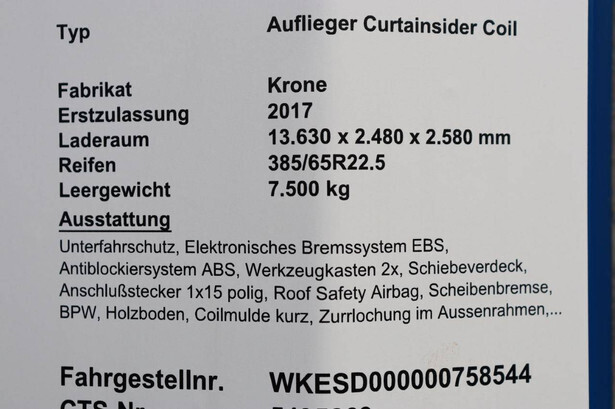 Typ Auflieger Curtainsider Coil
Fabrikat Krone
Erstzulassung 2017
Laderaum 13.630 x 2.480 x 2.580 mm
Reifen 385/65R22.5
Leergewicht 7.500 kg
Ausstattung
Unterfahrschutz, Elektronisches Bremssystem EBS,
Antiblockiersystem ABS, Werkzeugkasten 2x, Schiebeverdeck,
Anschlußstecker 1x15 polig, Roof Safety Airbag, Scheibenbremse,
BPW, Holzboden, Coilmulde kurz, Zurrlochung im Aussenrahmen,...
Fahrgestellnr. WKESD000000758544